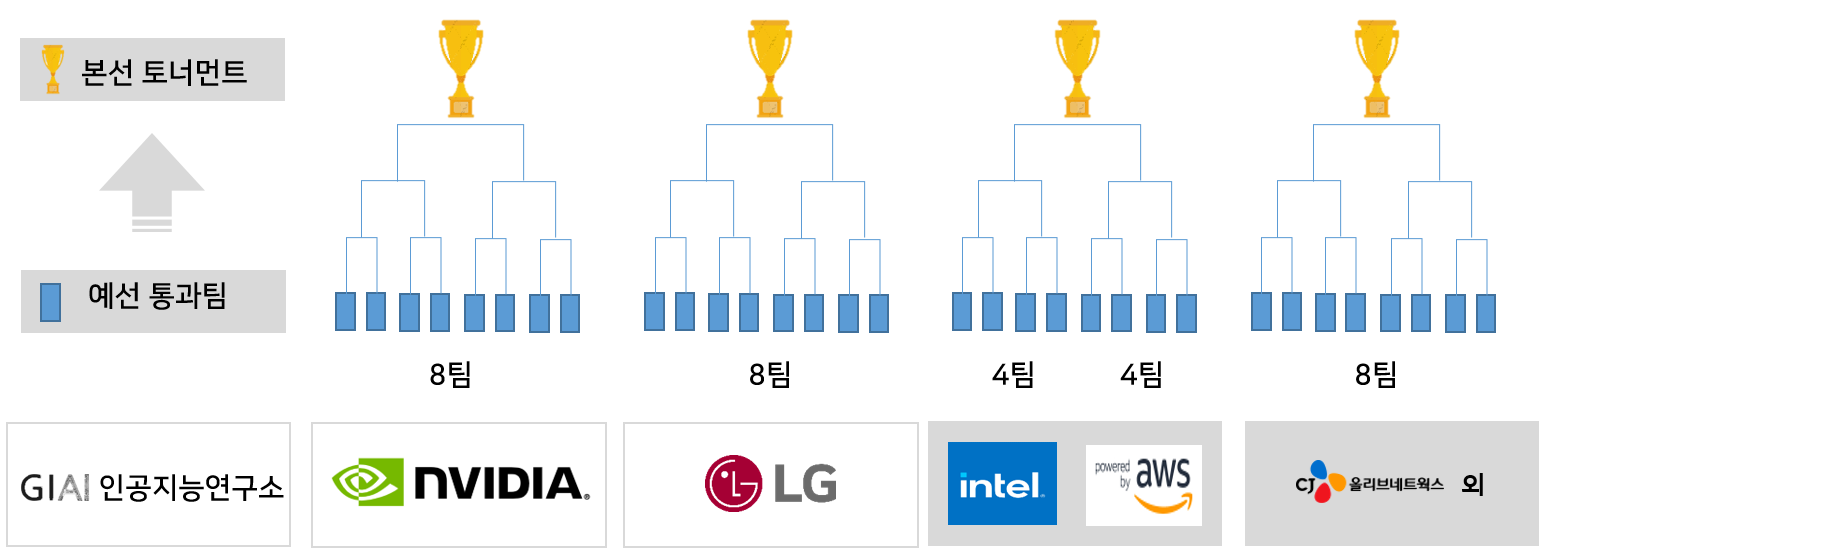 본선 토너먼트
예선 통과팀
8팀
8팀
4팀
4팀
8팀
GIAI 인공지능연구소
NVIDIA
LG
intel
powered by aws
CJ 올리브네트웍스 외